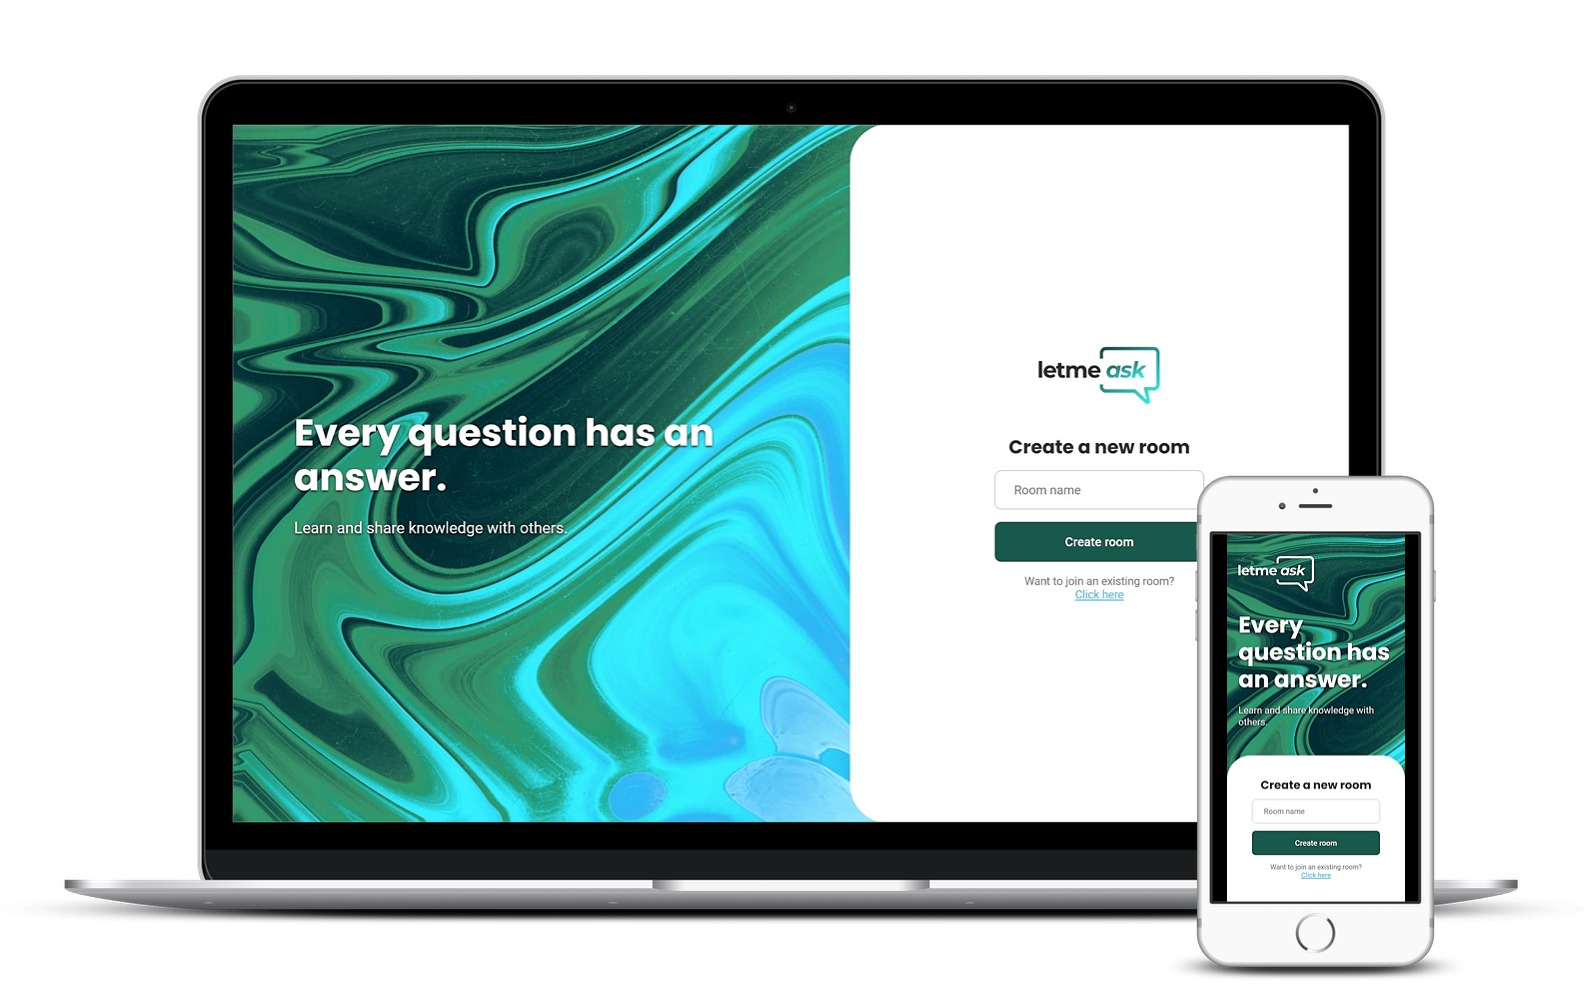 Every question has an
answer.
Learn and share knowledge with others.
letme ask
Create a new room
Room name
Create room
Want to join an existing room?
Click here
letme ask
Every
question has
an answer.
Learn and share knowledge with
others.
Create a new room
Room name
Create room
Want to join an existing room?
Click here